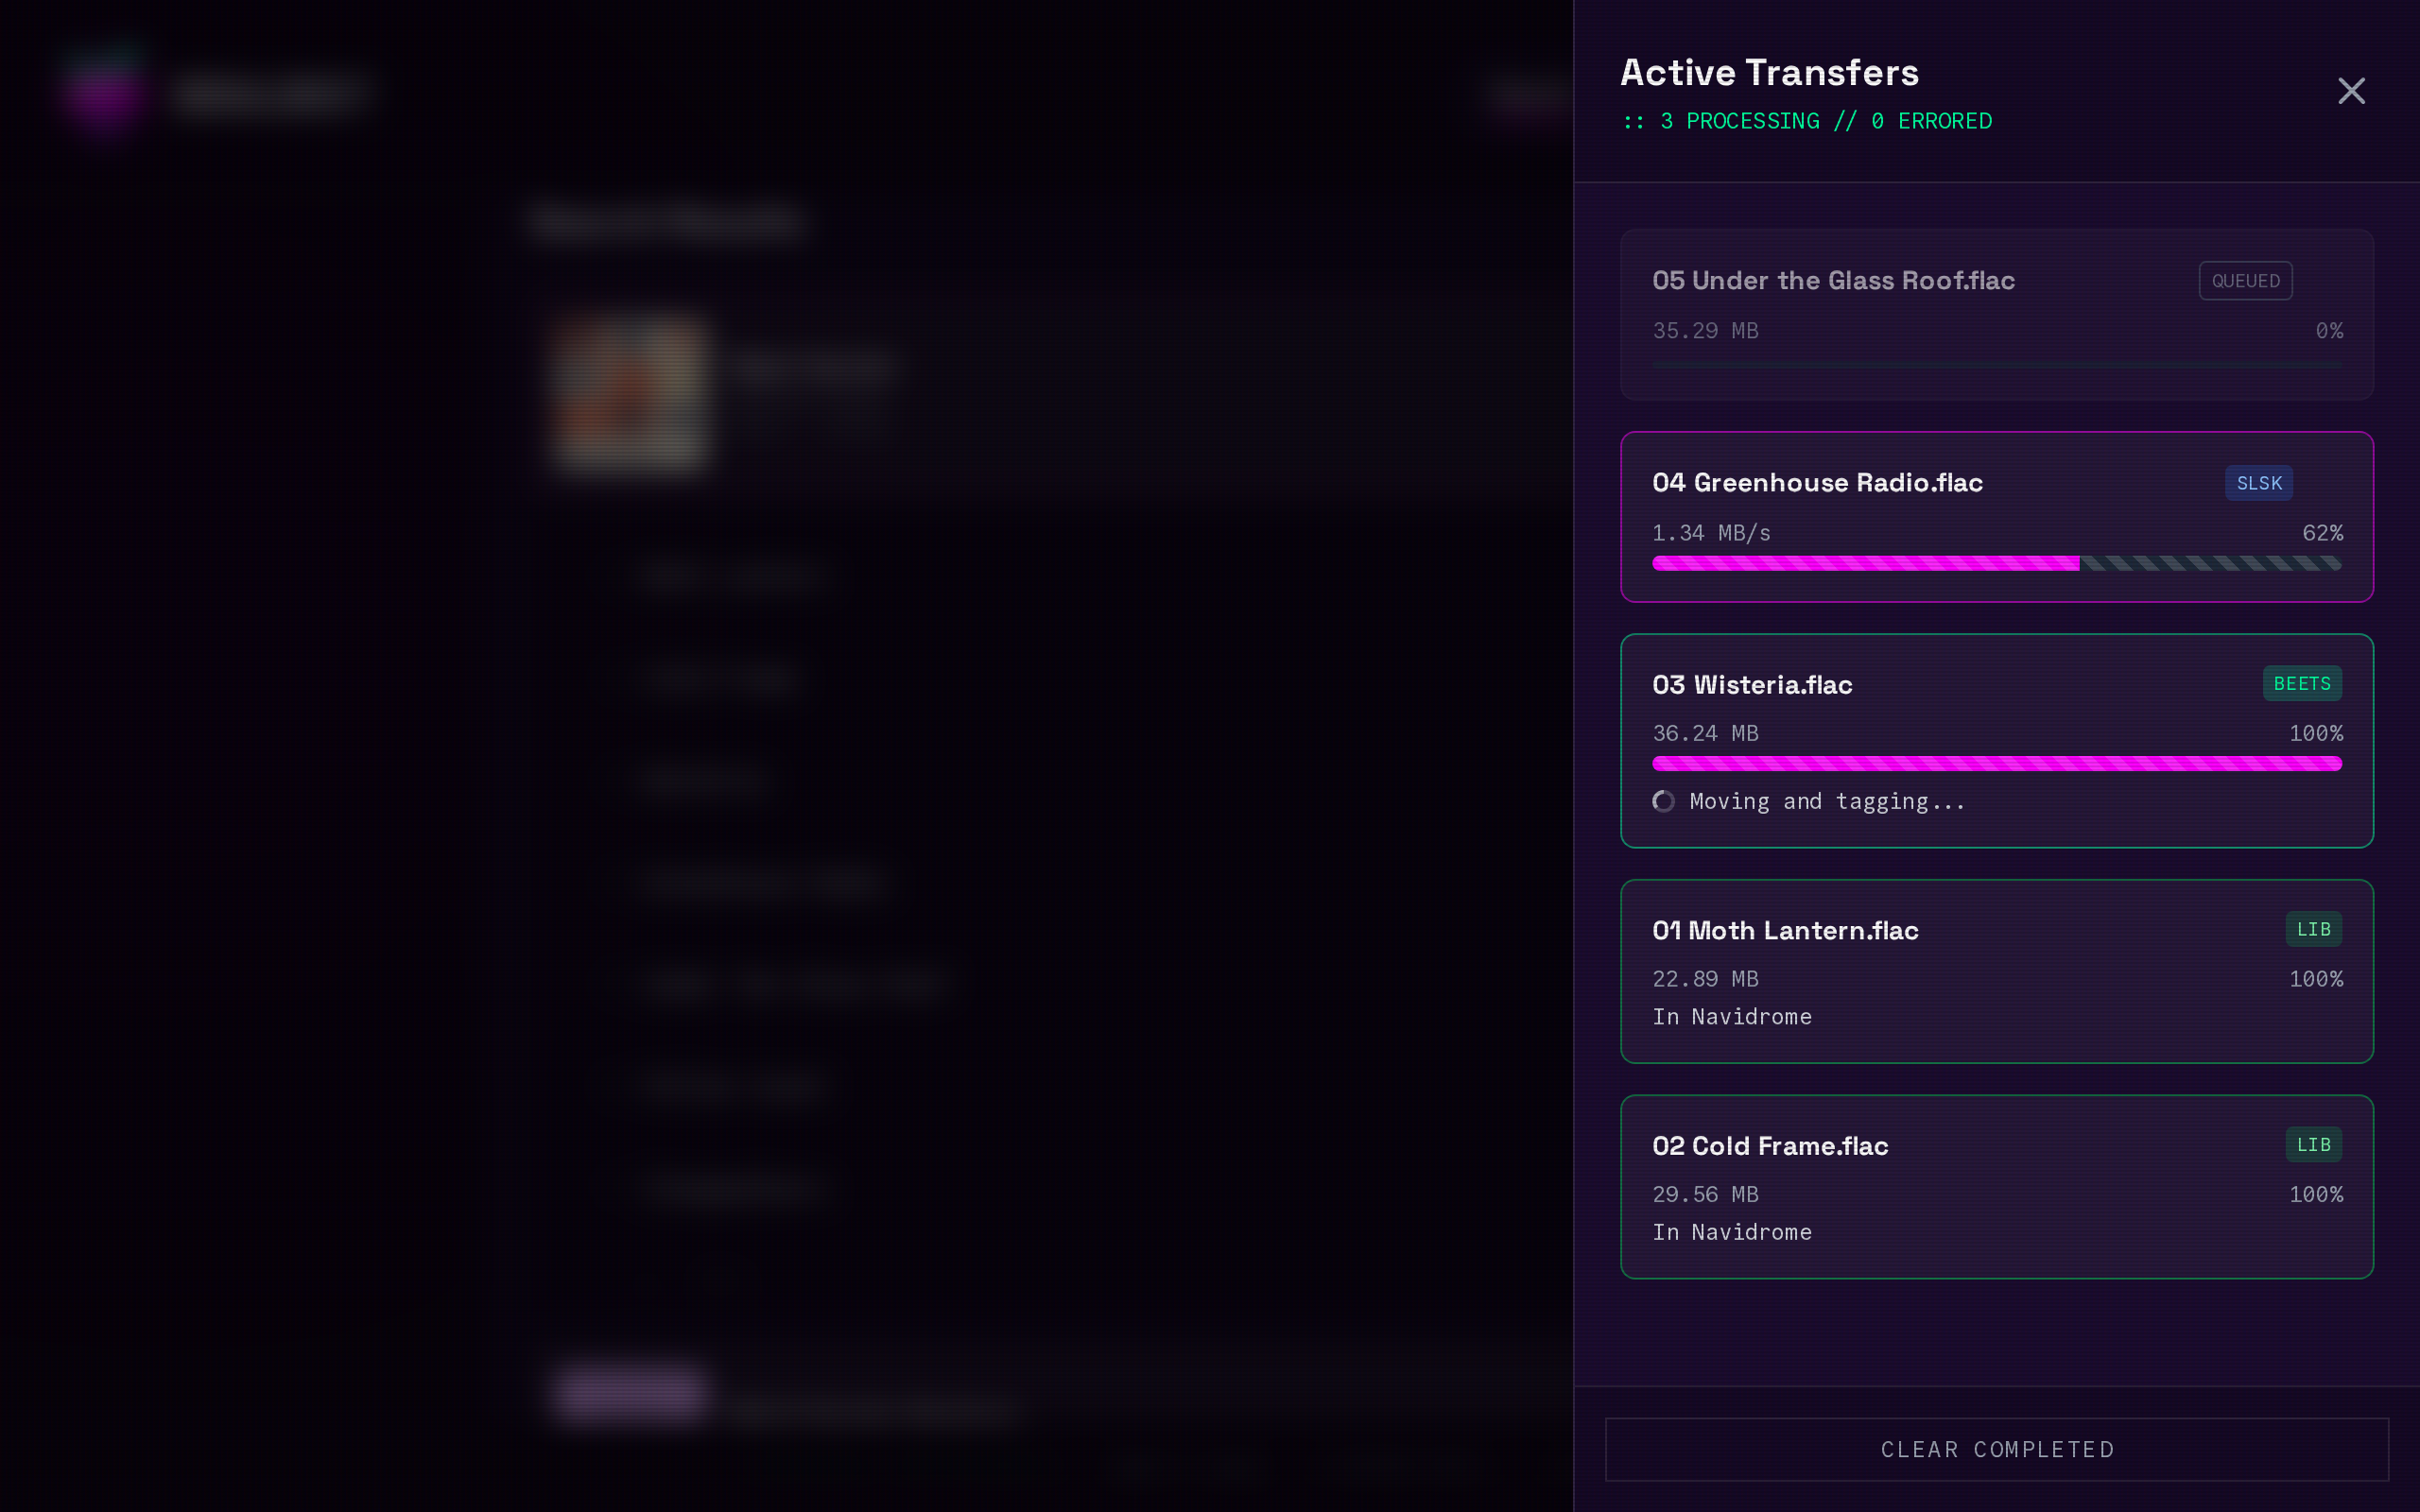 Active Transfers
:: 3 PROCESSING // 0 ERRORED
05 Under the Glass Roof.flac QUEUED
35.29 MB 0%
04 Greenhouse Radio.flac SLSK
1.34 MB/s 62%
03 Wisteria.flac BEETS
36.24 MB 100%
Moving and tagging...
01 Moth Lantern.flac LIB
22.89 MB 100%
In Navidrome
02 Cold Frame.flac LIB
29.56 MB 100%
In Navidrome
CLEAR COMPLETED